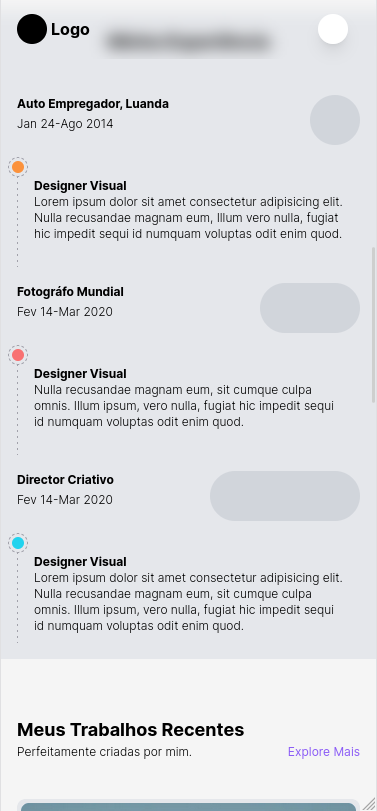 Logo
Auto Empregador, Luanda
Jan 24-Ago 2014
Designer Visual
Lorem ipsum dolor sit amet consectetur adipisicing elit.
Nulla recusandae magnam eum, Illum vero nulla, fugiat
hic impedit sequi id numquam voluptas odit enim quod.
Fotográfo Mundial
Fev 14-Mar 2020
Designer Visual
Nulla recusandae magnam eum, sit cumque culpa
omnis. Illum ipsum, vero nulla, fugiat hic impedit sequi
id numquam voluptas odit enim quod.
Director Criativo
Fev 14-Mar 2020
Designer Visual
Lorem ipsum dolor sit amet consectetur adipisicing elit.
Nulla recusandae magnam eum, sit cumque culpa
omnis. Illum ipsum, vero nulla, fugiat hic impedit sequi
id numquam voluptas odit enim quod.
Meus Trabalhos Recentes
Perfeitamente criadas por mim.
Explore Mais